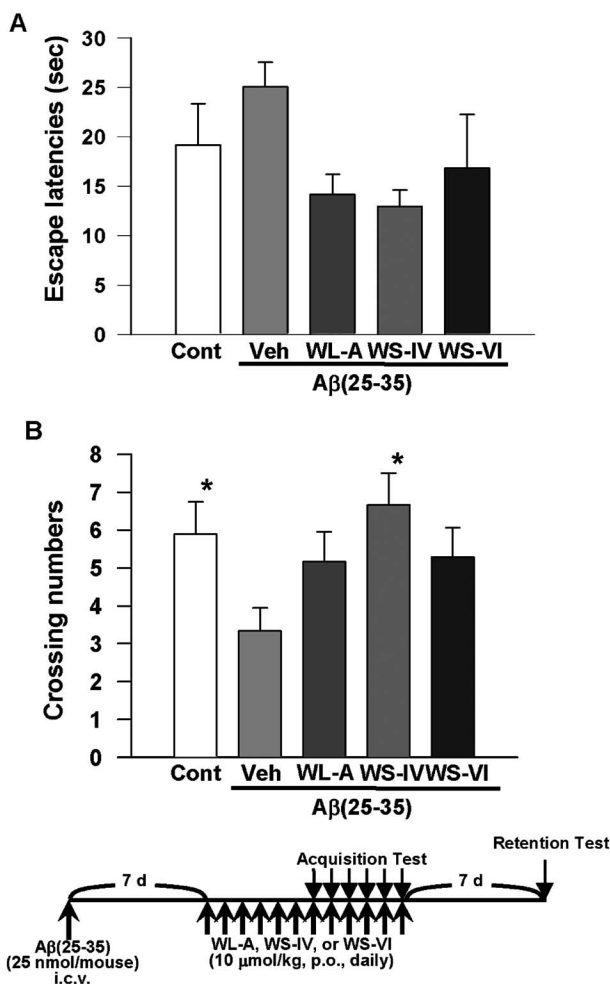 A
Escape latencies (sec)
30
25
20
15
10
5
0
Cont Veh WL-A WS-IV WS-VI
Aβ(25-35)
B
Crossing numbers
8
7
6
5
4
3
2
1
0
* *
Cont Veh WL-A WS-IV WS-VI
Aβ(25-35)
Retention Test
Acquisition Test
7 d 7 d
Aβ(25-35)
(25 nmol/mouse)
i.c.v.
WL-A, WS-IV, or WS-VI
(10 μmol/kg, p.o., daily)